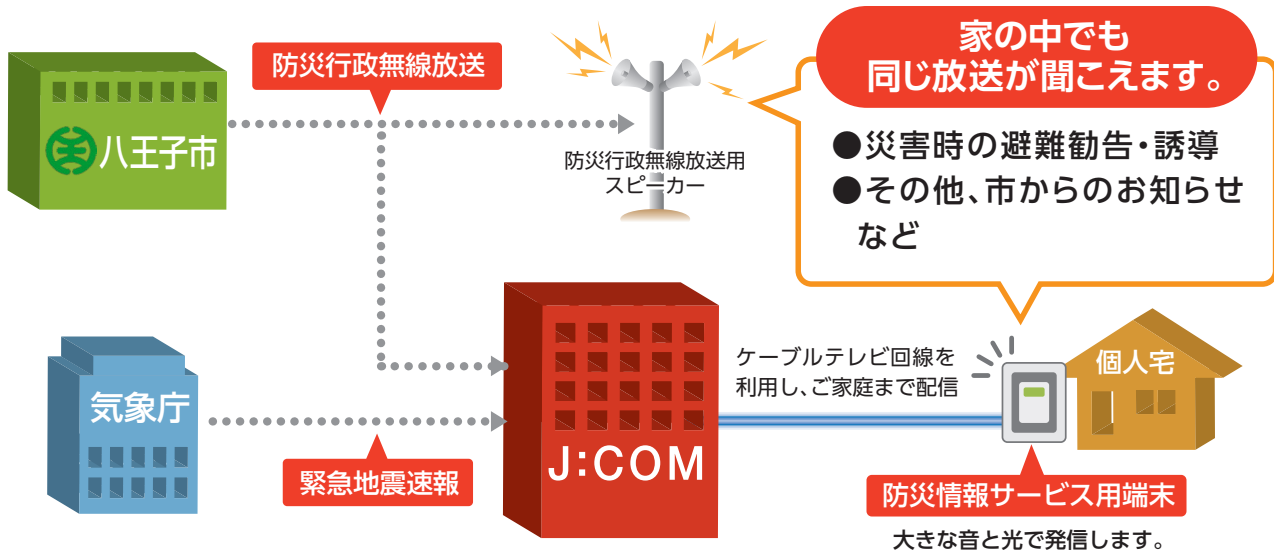 防災行政無線放送
八王子市
防災行政無線放送用
スピーカー
家の中でも
同じ放送が聞こえます。
●災害時の避難勧告・誘導
●その他、市からのお知らせ
など
気象庁
緊急地震速報
J:COM
ケーブルテレビ回線を
利用し、ご家庭まで配信
個人宅
防災情報サービス用端末
大きな音と光で発信します。